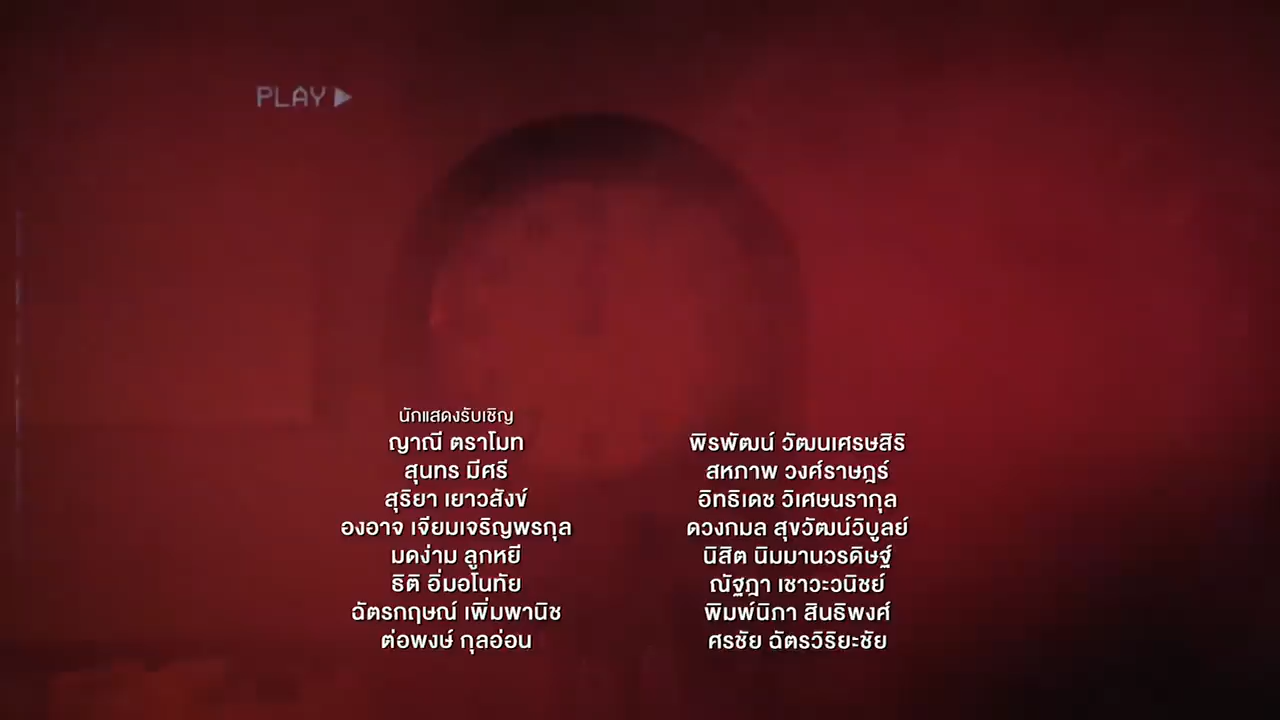 PLAY
นักแสดงรับเชิญ
ญาณี ตราโมท
สุนทร มีศรี
สุริยา เยาวสังข์
องอาจ เจียมเจริญพรกุล
มดง่าม ลูกหยี
ธิติ อิ่มอโนทัย
ฉัตรกฤษณ์ เพิ่มพานิช
ต่อพงษ์ กุลอ่อน
พิรพัฒน์ วัฒนเศรษสิริ
สหภาพ วงศ์ราษฎร์
อิทธิเดช วิเศษนรากุล
ดวงกมล สุขวัฒน์วิบูลย์
นิสิต นิมมานวรดิษฐ์
ณัฐฎา เชาวะวนิชย์
พิมพ์นิภา สินธิพงศ์
ศรชัย ฉัตรวิริยะชัย